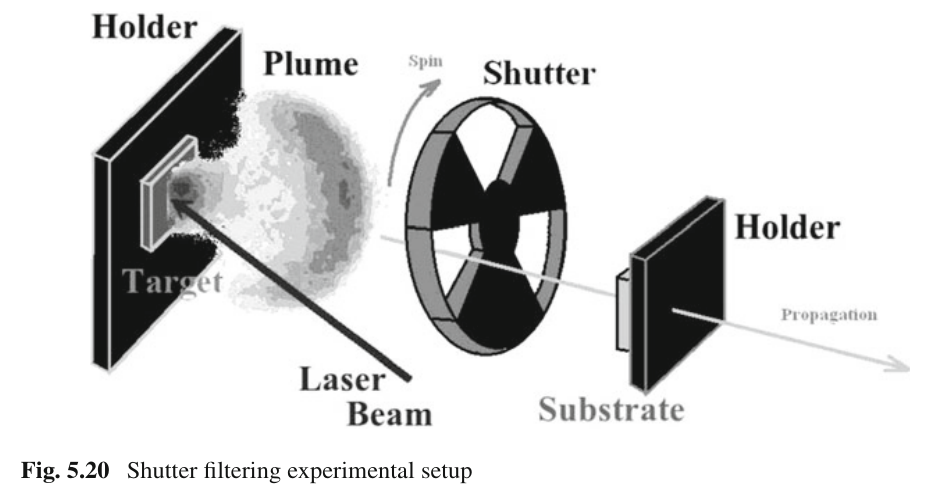 Holder
Plume
Spin
Shutter
Target
Holder
Propagation
Laser
Beam
Substrate
Fig. 5.20 Shutter filtering experimental setup